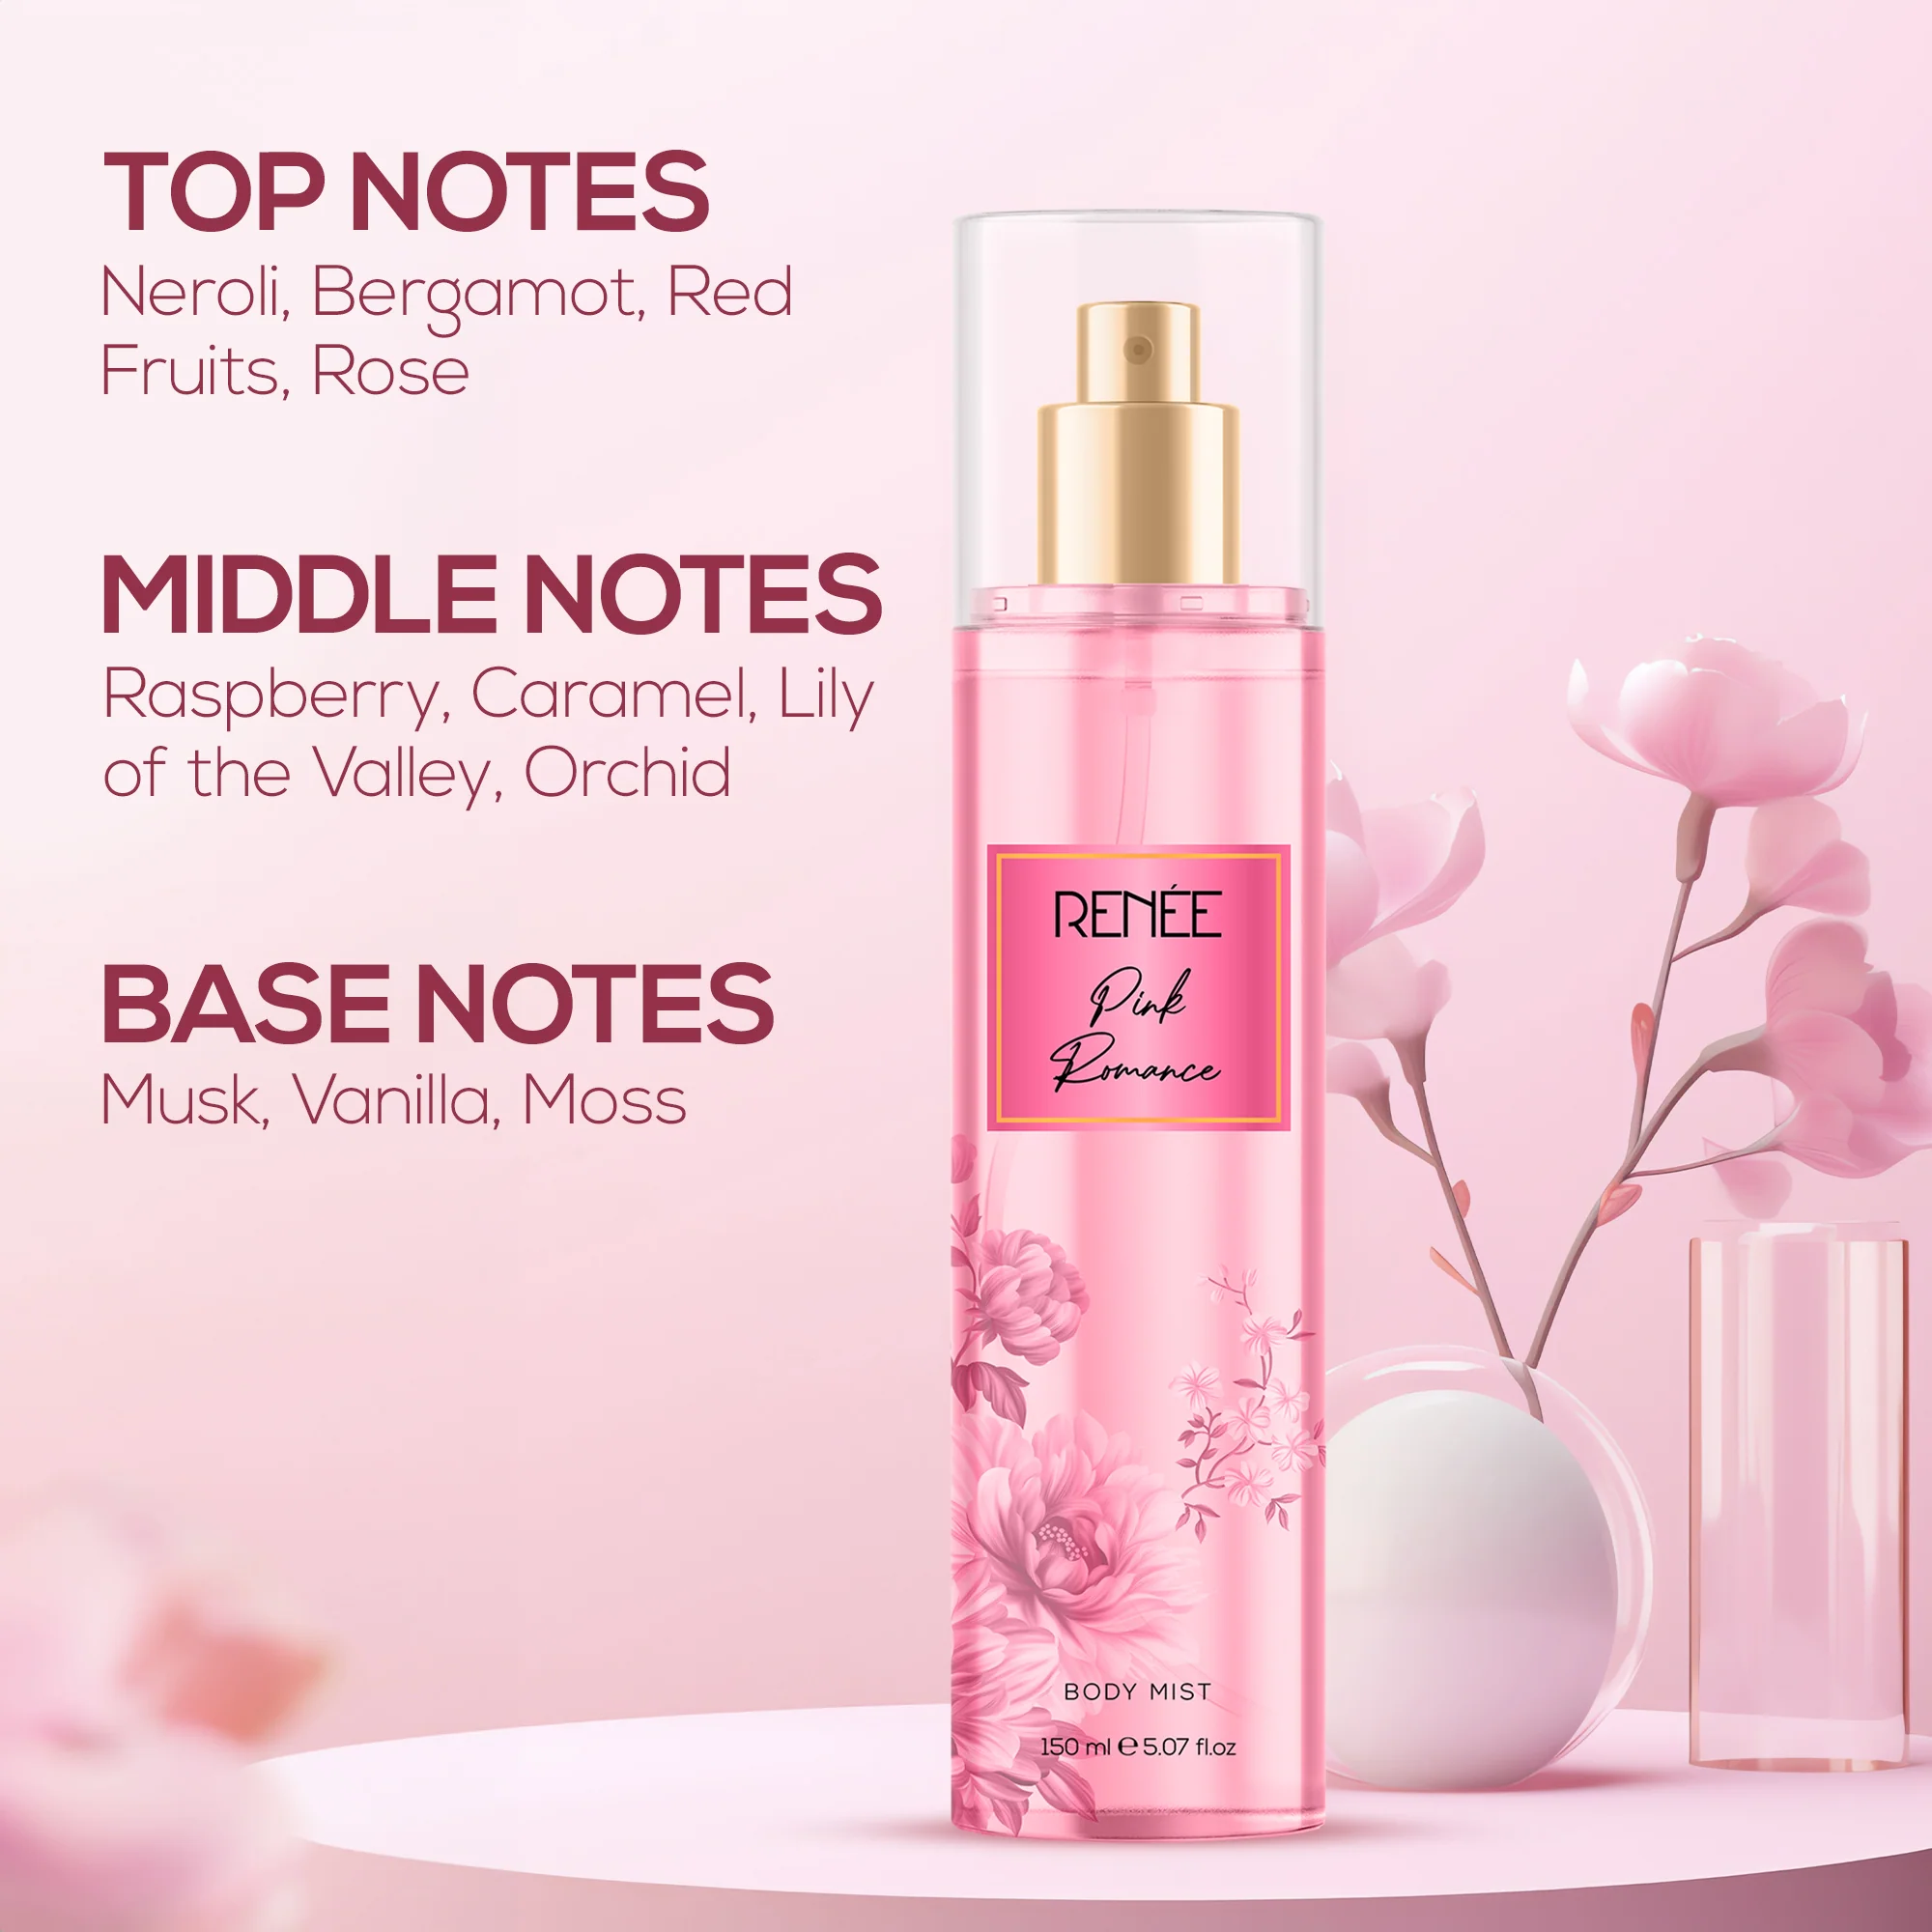 TOP NOTES
Neroli, Bergamot, Red
Fruits, Rose
MIDDLE NOTES
Raspberry, Caramel, Lily
of the Valley, Orchid
BASE NOTES
Musk, Vanilla, Moss
RENÉE
Pink
Romance
BODY MIST
150 ml ℮ 5.07 fl.oz